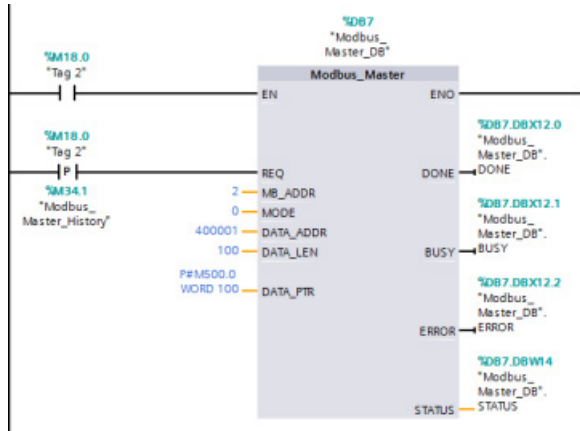 %DB7
"Modbus_
Master_DB"
%M18.0
"Tag 2"
Modbus_Master
EN
ENO
%M18.0
"Tag 2"
P
%M34.1
"Modbus_
Master_History"
REQ
2
MB_ADDR
0
MODE
400001
DATA_ADDR
100
DATA_LEN
P#M500.0
WORD 100
DATA_PTR
%DB7.DBX12.0
"Modbus_
Master_DB".
DONE
DONE
%DB7.DBX12.1
"Modbus_
Master_DB".
BUSY
BUSY
%DB7.DBX12.2
"Modbus_
Master_DB".
ERROR
ERROR
%DB7.DBW14
"Modbus_
Master_DB".
STATUS
STATUS